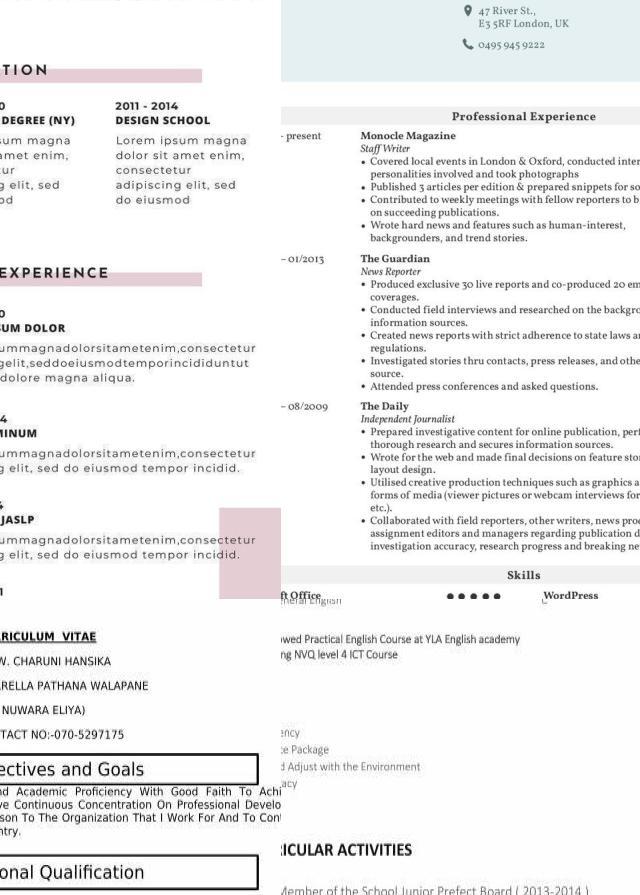 TION
0
DEGREE (NY)
sum magna
amet enim,
tur
g elit, sed
od
2011 - 2014
DESIGN SCHOOL
Lorem ipsum magna
dolor sit amet enim,
consectetur
adipiscing elit, sed
do eiusmod
EXPERIENCE
0
SUM DOLOR
ummagnadolorsitametenim,consectetur
gelit,seddoeiusmodtemporincididuntut
dolore magna aliqua.
4
MINUM
ummagnadolorsitametenim,consectetur
ng elit, sed do eiusmod tempor incidid.
4
JASLP
ummagnadolorsitametenim,consectetur
ng elit, sed do eiusmod tempor incidid.
1
47 River St.,
E3 5RF London, UK
0495 945 9222
Professional Experience
- present
Monocle Magazine
Staff Writer
• Covered local events in London & Oxford, conducted inter
personalities involved and took photographs
• Published 3 articles per edition & prepared snippets for so
• Contributed to weekly meetings with fellow reporters to b
on succeeding publications.
• Wrote hard news and features such as human-interest,
backgrounders, and trend stories.
– 01/2013
The Guardian
News Reporter
• Produced exclusive 30 live reports and co-produced 20 em
coverages.
• Conducted field interviews and researched on the backgro
information sources.
• Created news reports with strict adherence to state laws a
regulations.
• Investigated stories thru contacts, press releases, and othe
source.
• Attended press conferences and asked questions.
– 08/2009
The Daily
Independent Journalist
• Prepared investigative content for online publication, perf
thorough research and secures information sources.
• Wrote for the web and made final decisions on feature sto
layout design.
• Utilised creative production techniques such as graphics a
forms of media (viewer pictures or webcam interviews for
etc.).
• Collaborated with field reporters, other writers, news pro
assignment editors and managers regarding publication d
investigation accuracy, research progress and breaking ne
Skills
ft Office
WordPress
RRICULUM VITAE
W. CHARUNI HANSIKA
ARELLA PATHANA WALAPANE
NUWARA ELIYA)
TACT NO:-070-5297175
ectives and Goals
nd Academic Proficiency With Good Faith To Achi
ve Continuous Concentration On Professional Develo
rson To The Organization That I Work For And To Con
ntry.
onal Qualification
neral English
owed Practical English Course at YLA English academy
ng NVQ level 4 ICT Course
ency
ce Package
d Adjust with the Environment
acy
RICULAR ACTIVITIES
Member of the School Junior Prefect Board ( 2013-2014 )